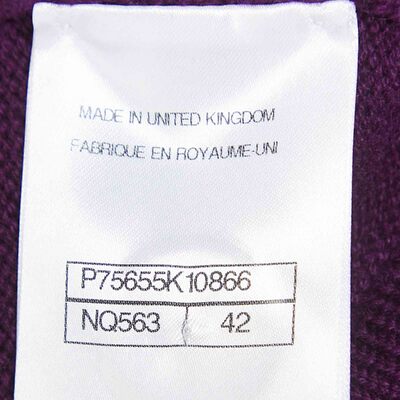 MADE IN UNITED KINGDOM
FABRIQUE EN ROYAUME-UNI
P75655K10866
NQ563 42